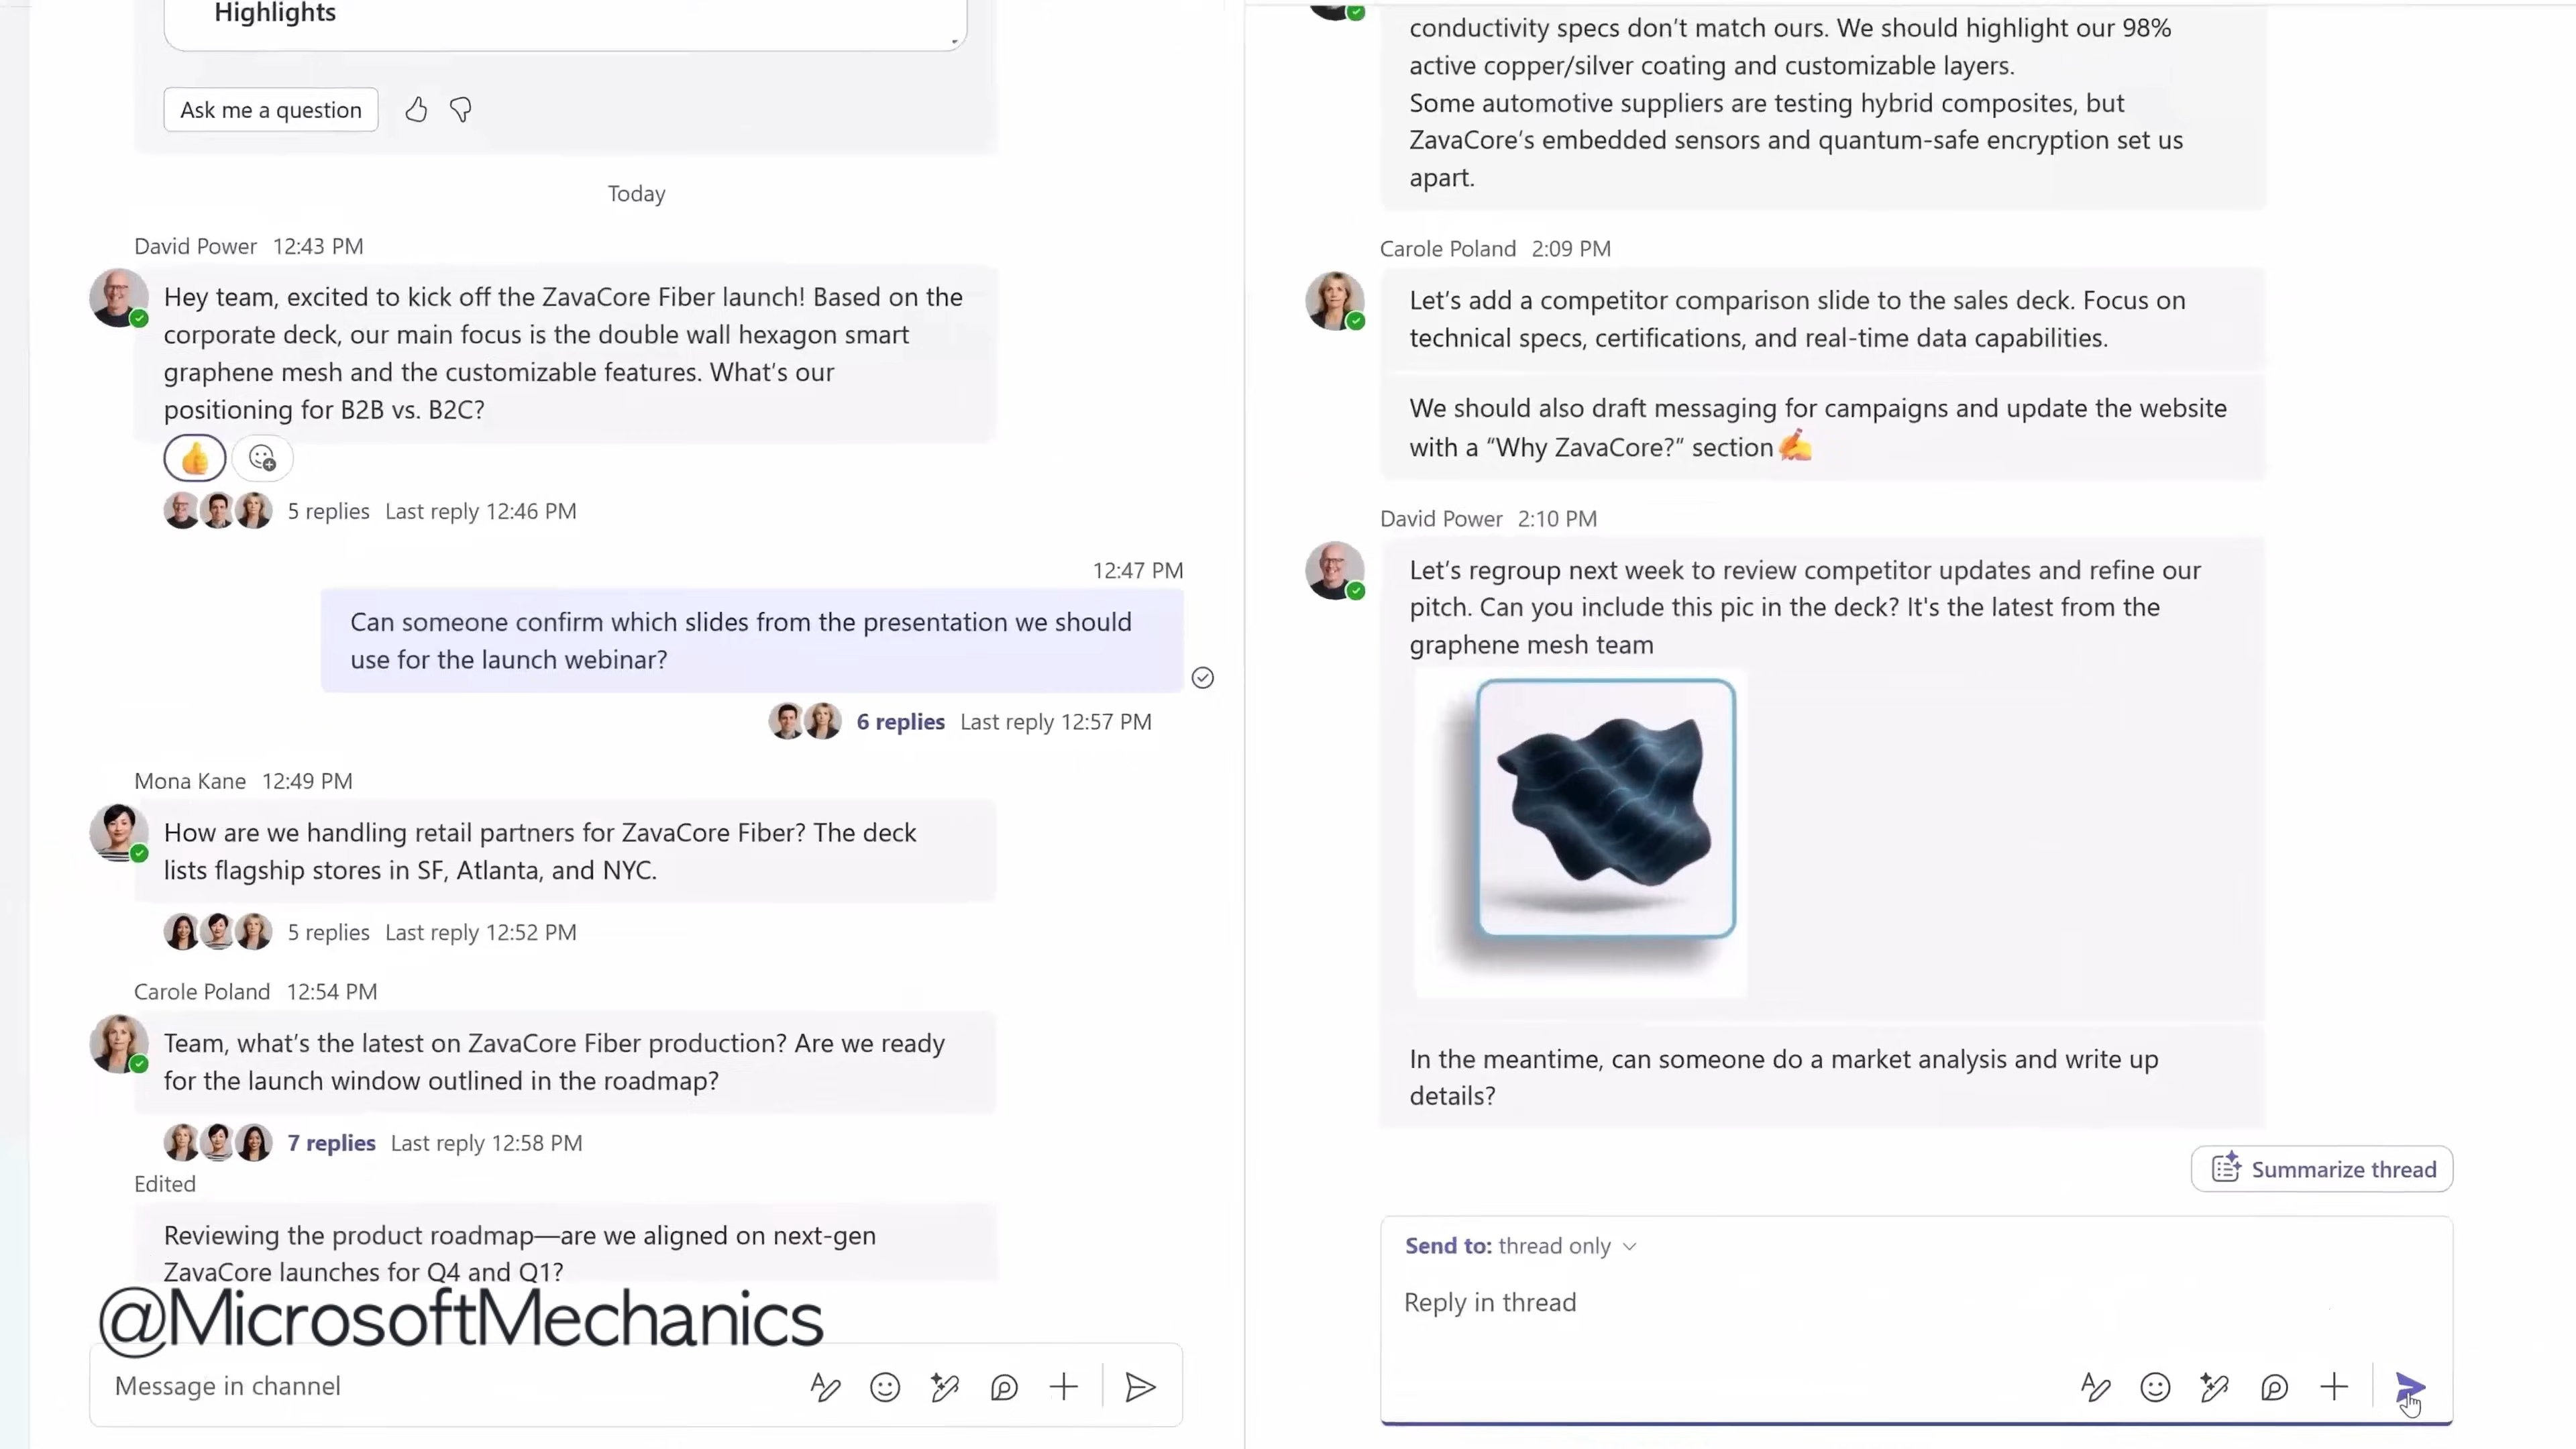 Highlights
Ask me a question
Today
David Power 12:43 PM
Hey team, excited to kick off the ZavaCore Fiber launch! Based on the
corporate deck, our main focus is the double wall hexagon smart
graphene mesh and the customizable features. What's our
positioning for B2B vs. B2C?
5 replies Last reply 12:46 PM
12:47 PM
Can someone confirm which slides from the presentation we should
use for the launch webinar?
6 replies Last reply 12:57 PM
Mona Kane 12:49 PM
How are we handling retail partners for ZavaCore Fiber? The deck
lists flagship stores in SF, Atlanta, and NYC.
5 replies Last reply 12:52 PM
Carole Poland 12:54 PM
Team, what's the latest on ZavaCore Fiber production? Are we ready
for the launch window outlined in the roadmap?
7 replies Last reply 12:58 PM
Edited
Reviewing the product roadmap—are we aligned on next-gen
ZavaCore launches for Q4 and Q1?
@MicrosoftMechanics
Message in channel
conductivity specs don't match ours. We should highlight our 98%
active copper/silver coating and customizable layers.
Some automotive suppliers are testing hybrid composites, but
ZavaCore's embedded sensors and quantum-safe encryption set us
apart.
Carole Poland 2:09 PM
Let's add a competitor comparison slide to the sales deck. Focus on
technical specs, certifications, and real-time data capabilities.
We should also draft messaging for campaigns and update the website
with a "Why ZavaCore?" section✍️
David Power 2:10 PM
Let's regroup next week to review competitor updates and refine our
pitch. Can you include this pic in the deck? It's the latest from the
graphene mesh team
In the meantime, can someone do a market analysis and write up
details?
Summarize thread
Send to: thread only
Reply in thread